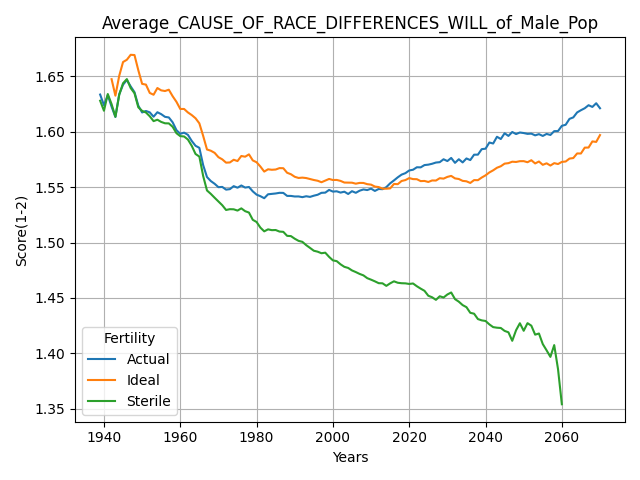 Average_CAUSE_OF_RACE_DIFFERENCES_WILL_of_Male_Pop
Score(1-2)
1.65
1.60
1.55
1.50
1.45
1.40
1.35
Fertility
Actual
Ideal
Sterile
1940
1960
1980
2000
2020
2040
2060
Years